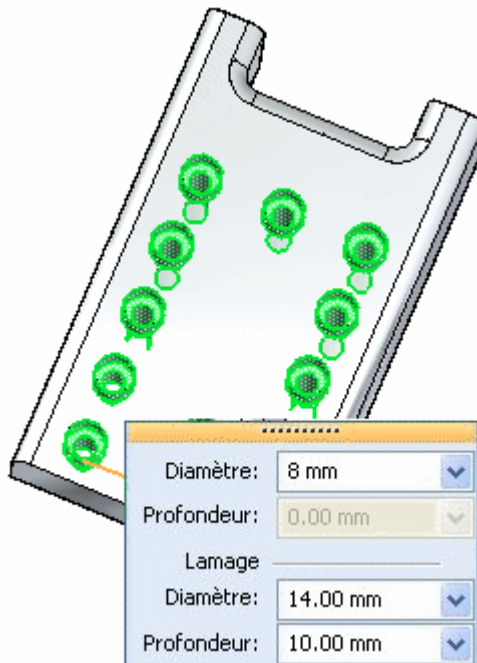 Diamètre: 8 mm
Profondeur: 0.00 mm
Lamage
Diamètre: 14.00 mm
Profondeur: 10.00 mm